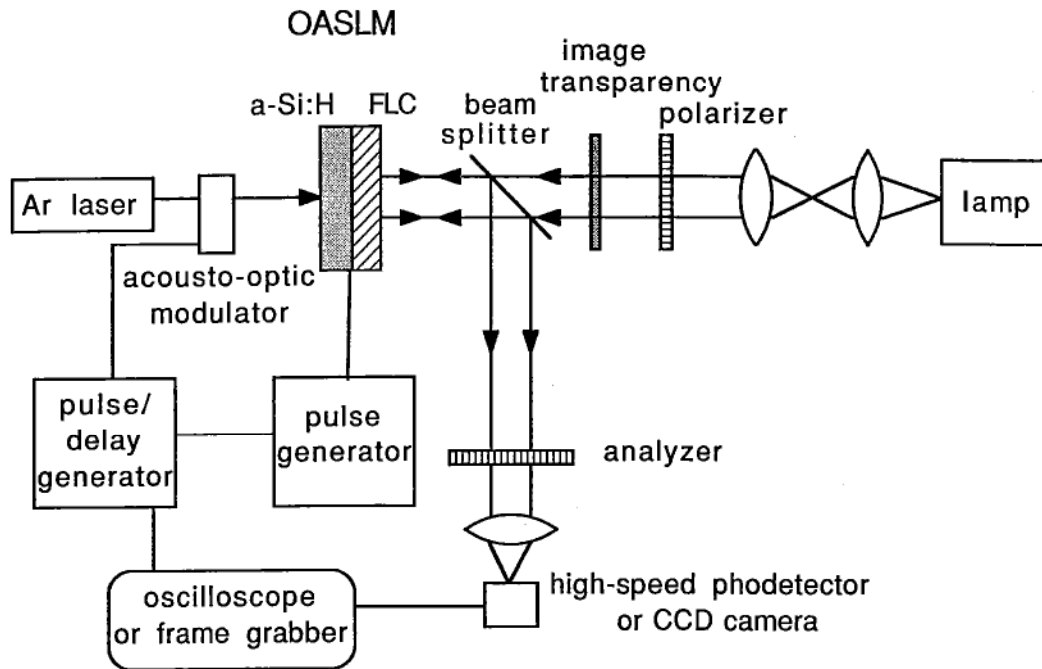 OASLM
image
transparency
a-Si:H FLC
beam
splitter
polarizer
Ar laser
lamp
acousto-optic
modulator
pulse/
delay
generator
pulse
generator
analyzer
oscilloscope
or frame grabber
high-speed phodetector
or CCD camera